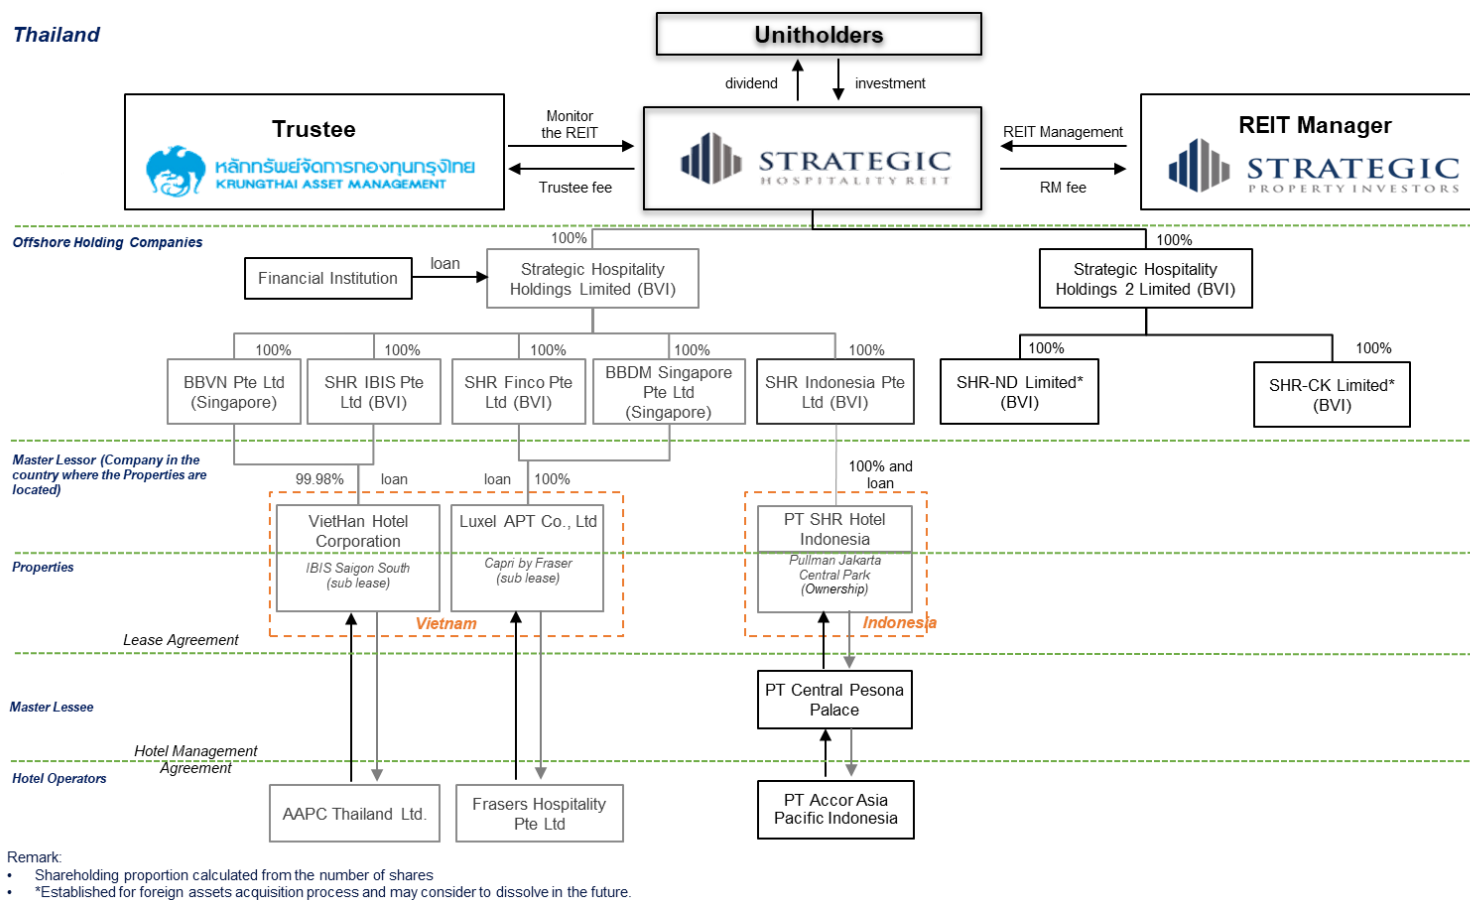 Thailand
Unitholders
dividend
investment
Trustee
หลักทรัพย์จัดการกองทุนกรุงไทย
KRUNGTHAI ASSET MANAGEMENT
Monitor
the REIT
Trustee fee
STRATEGIC
HOSPITALITY REIT
REIT Management
RM fee
REIT Manager
STRATEGIC
PROPERTY INVESTORS
Offshore Holding Companies
100%
100%
Financial Institution
loan
Strategic Hospitality
Holdings Limited (BVI)
Strategic Hospitality
Holdings 2 Limited (BVI)
100%
100%
100%
100%
100%
100%
100%
BBVN Pte Ltd
(Singapore)
SHR IBIS Pte
Ltd (BVI)
SHR Finco Pte
Ltd (BVI)
BBDM Singapore
Pte Ltd
(Singapore)
SHR Indonesia Pte
Ltd (BVI)
SHR-ND Limited*
(BVI)
SHR-CK Limited*
(BVI)
Master Lessor (Company in the
country where the Properties are
located)
99.98%
loan
loan
100%
100% and
loan
VietHan Hotel
Corporation
Luxel APT Co., Ltd
PT SHR Hotel
Indonesia
Properties
IBIS Saigon South
(sub lease)
Capri by Fraser
(sub lease)
Pullman Jakarta
Central Park
(Ownership)
Vietnam
Indonesia
Lease Agreement
Master Lessee
PT Central Pesona
Palace
Hotel Management
Agreement
Hotel Operators
AAPC Thailand Ltd.
Frasers Hospitality
Pte Ltd
PT Accor Asia
Pacific Indonesia
Remark:
• Shareholding proportion calculated from the number of shares
• *Established for foreign assets acquisition process and may consider to dissolve in the future.